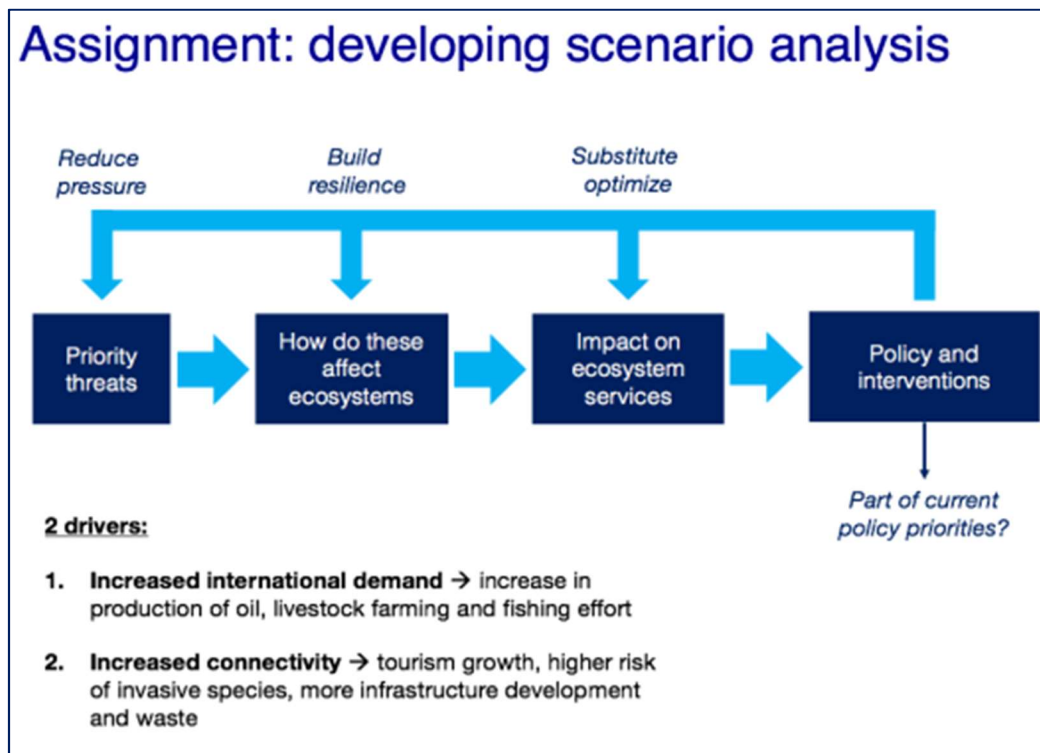 Assignment: developing scenario analysis
Reduce
pressure
Build
resilience
Substitute
optimize
Priority
threats
How do these
affect
ecosystems
Impact on
ecosystem
services
Policy and
interventions
Part of current
policy priorities?
2 drivers:
1. Increased international demand → increase in
production of oil, livestock farming and fishing effort
2. Increased connectivity → tourism growth, higher risk
of invasive species, more infrastructure development
and waste